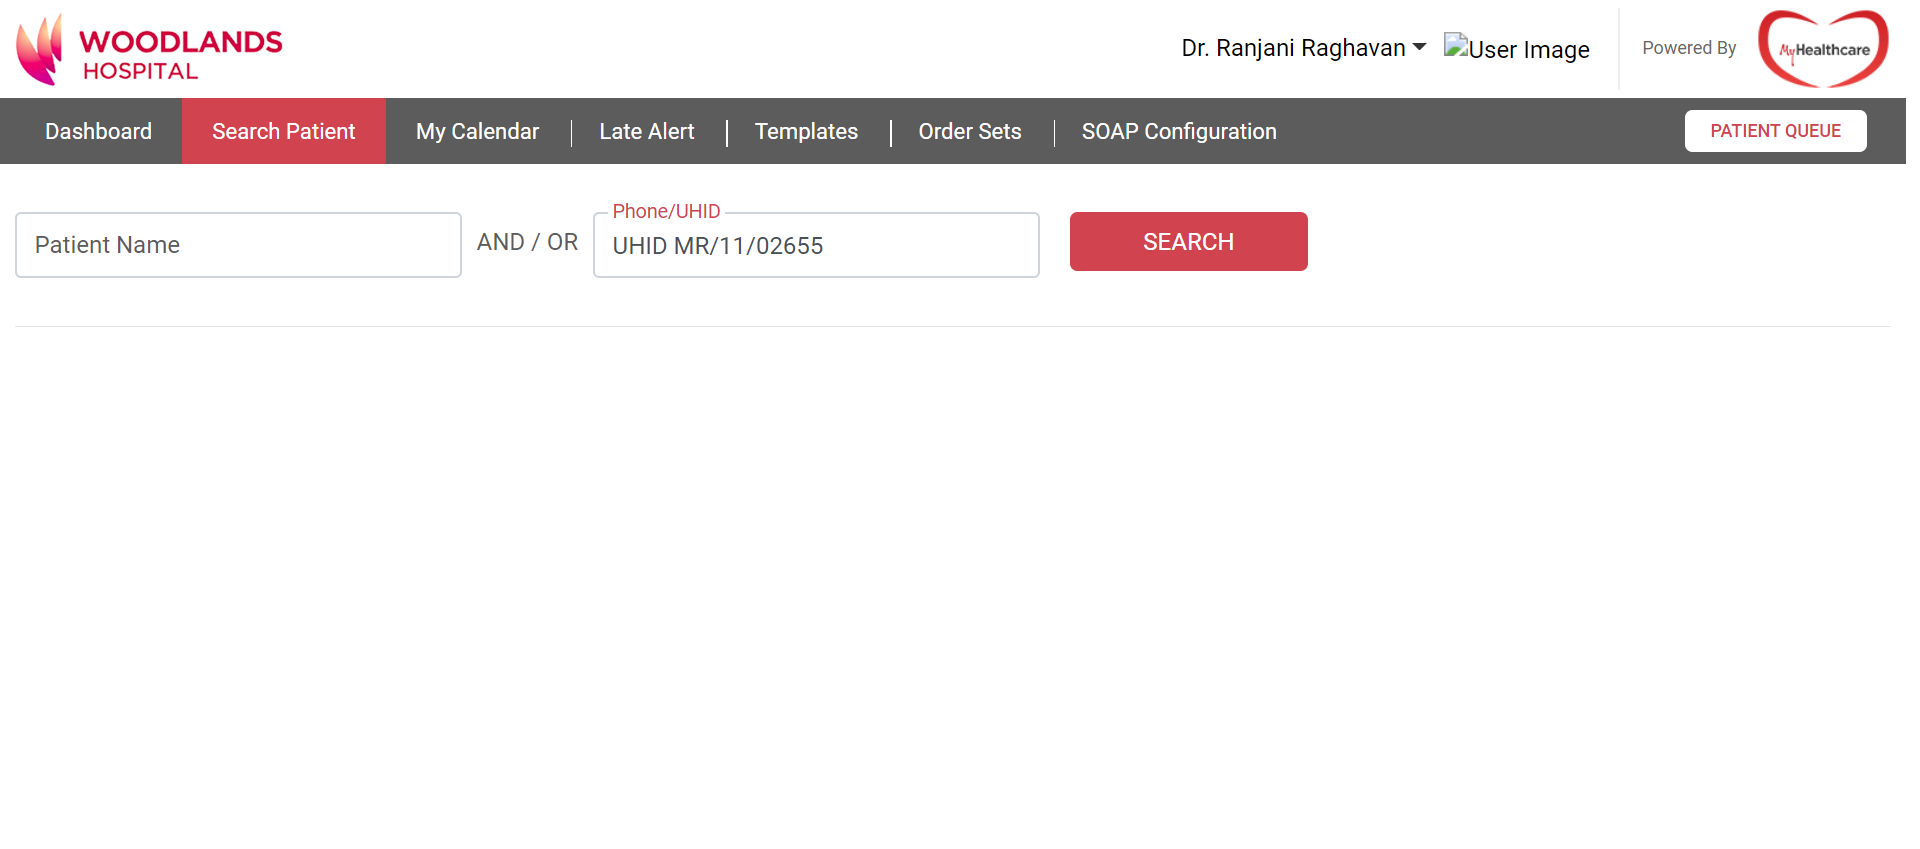 WOODLANDS
HOSPITAL
Dr. Ranjani Raghavan
User Image
Powered By
MyHealthcare
Dashboard
Search Patient
My Calendar
Late Alert
Templates
Order Sets
SOAP Configuration
PATIENT QUEUE
Patient Name
AND / OR
Phone/UHID
UHID MR/11/02655
SEARCH